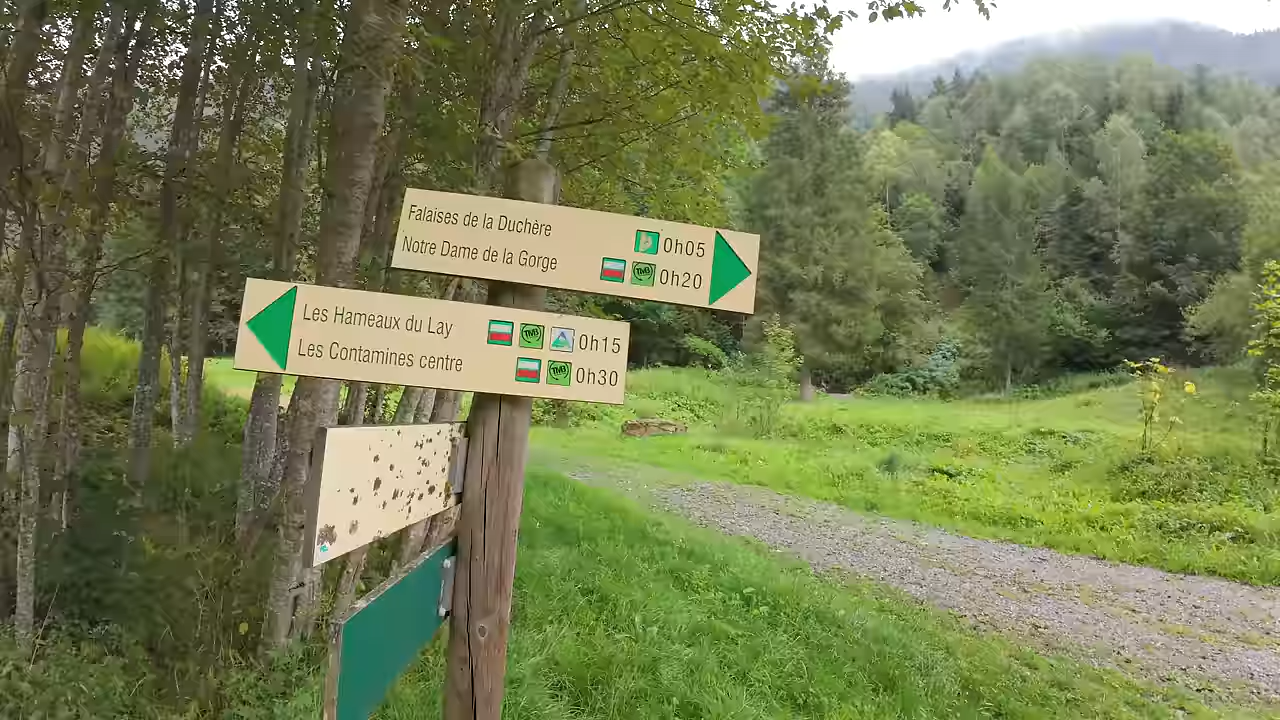 Falaises de la Duchère 0h05
Notre Dame de la Gorge TMB 0h20
Les Hameaux du Lay TMB 0h15
Les Contamines centre TMB 0h30